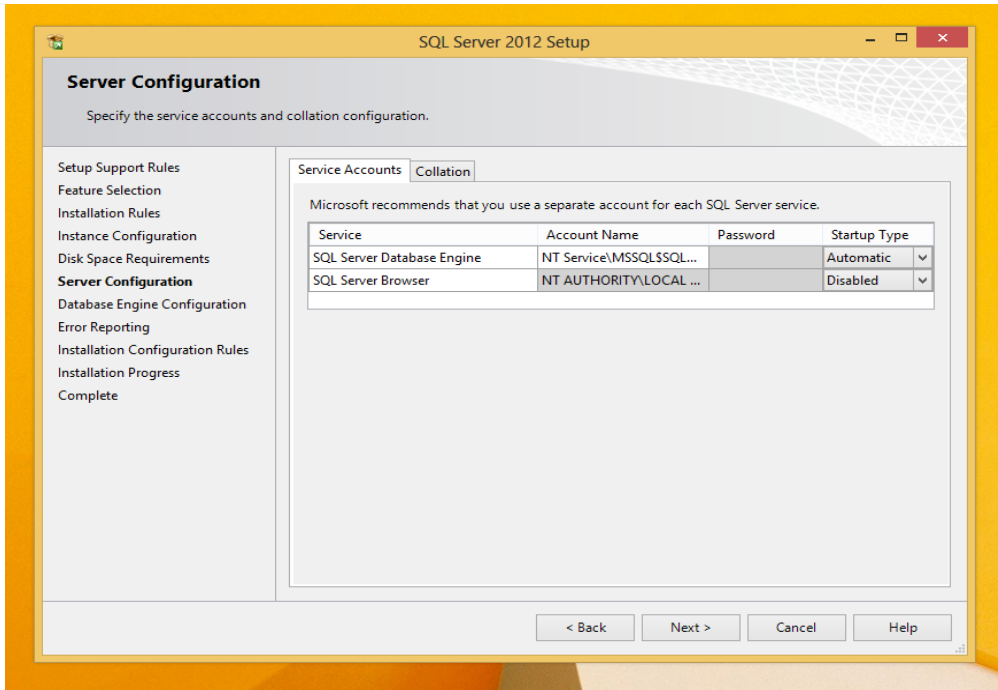 SQL Server 2012 Setup
Server Configuration
Specify the service accounts and collation configuration.
Setup Support Rules
Feature Selection
Installation Rules
Instance Configuration
Disk Space Requirements
Server Configuration
Database Engine Configuration
Error Reporting
Installation Configuration Rules
Installation Progress
Complete
Service Accounts Collation
Microsoft recommends that you use a separate account for each SQL Server service.
Service Account Name Password Startup Type
SQL Server Database Engine NT Service\MSSQL$SQL... Automatic
SQL Server Browser NT AUTHORITY\LOCAL ... Disabled
< Back Next > Cancel Help